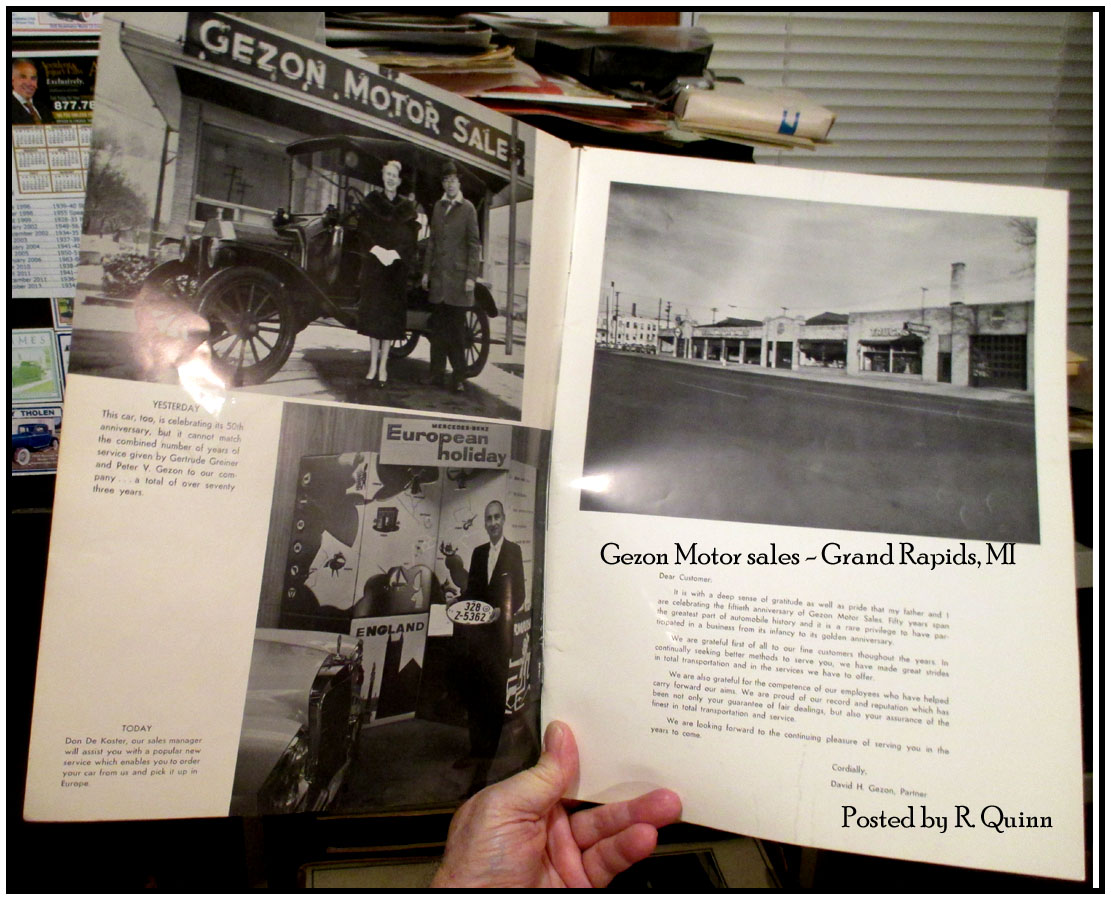 GEZON MOTOR SALES
Exclusively.
YESTERDAY
This car, too, is celebrating its 50th
anniversary, but it cannot match
the combined number of years of
service given by Gertrude Greiner
and Peter V. Gezon to our com-
pany . . . a total of over seventy
three years.
MERCEDES-BENZ
European
holiday
328
Z-5362
ENGLAND
TODAY
Don De Koster, our sales manager
will assist you with a popular new
service which enables you to order
your car from us and pick it up in
Europe.
TRUCK
Gezon Motor sales - Grand Rapids, MI
Dear Customer:
It is with a deep sense of gratitude as well as pride that my father and I
are celebrating the fiftieth anniversary of Gezon Motor Sales. Fifty years span
the greatest part of automobile history and it is a rare privilege to have par-
ticipated in a business from its infancy to its golden anniversary.
We are grateful first of all to our fine customers thoughout the years. In
continually seeking better methods to serve you, we have made great strides
in total transportation and in the services we have to offer.
We are also grateful for the competence of our employees who have helped
carry forward our aims. We are proud of our record and reputation which has
been not only your guarantee of fair dealings, but also your assurance of the
finest in total transportation and service.
We are looking forward to the continuing pleasure of serving you in the
years to come.
Cordially,
David H. Gezon, Partner
Posted by R. Quinn
THOLEN